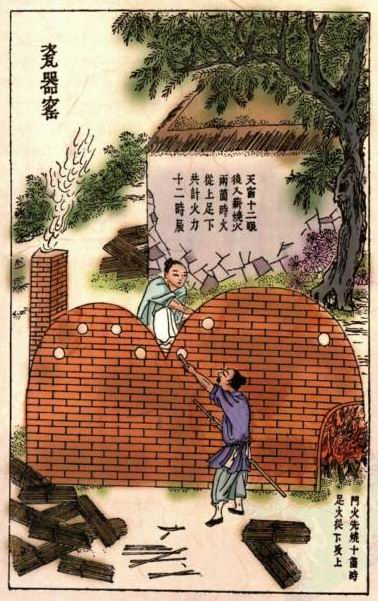 瓷器窰
天窗十二眼
後入薪燒火
兩箇時火
從上足下
共計火力
十二時辰
門火先燒十箇時
足火從下攻上